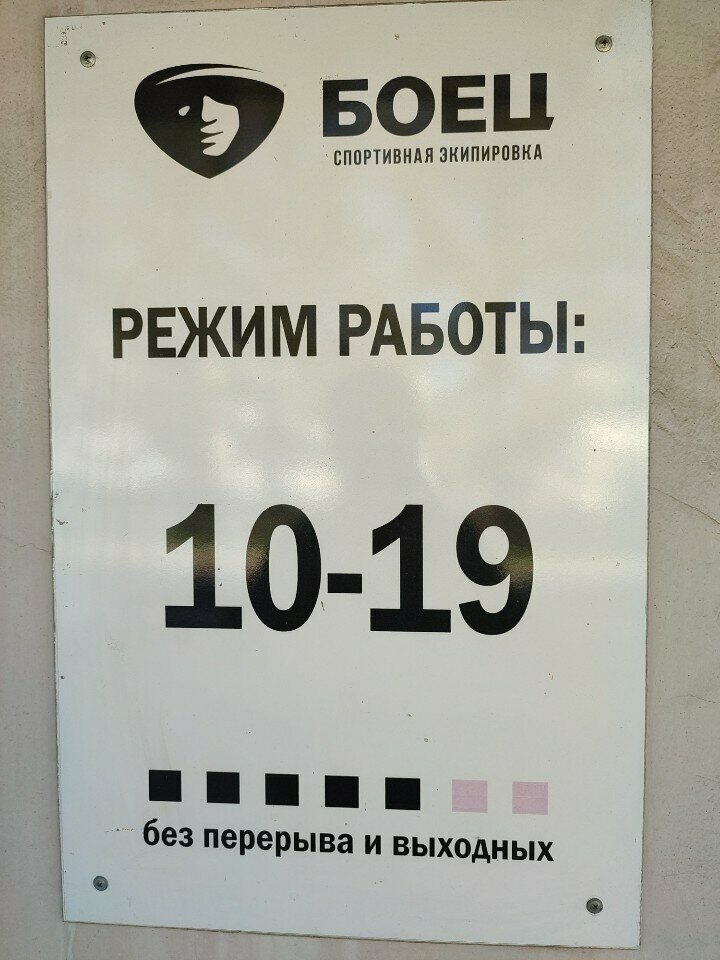 БОЕЦ
СПОРТИВНАЯ ЭКИПИРОВКА
РЕЖИМ РАБОТЫ:
10-19
без перерыва и выходных